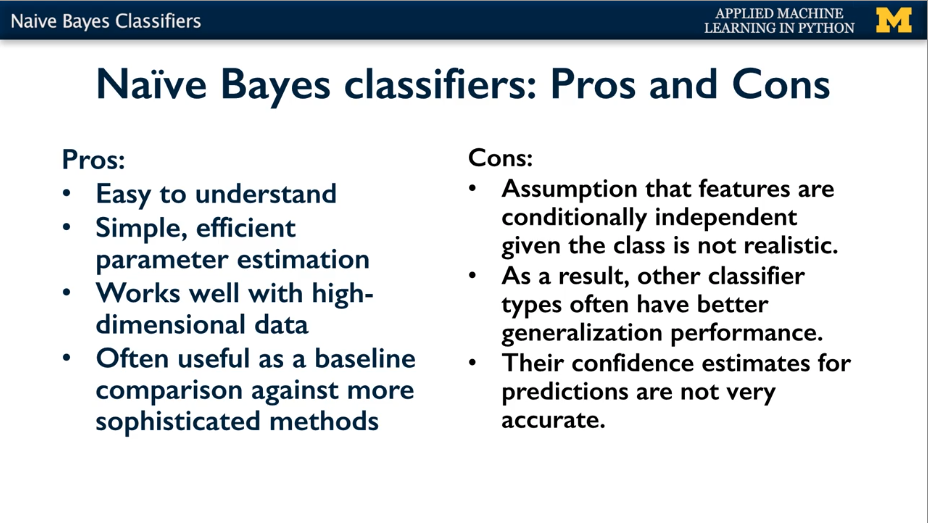 Naive Bayes Classifiers
APPLIED MACHINE
LEARNING IN PYTHON
M
Naïve Bayes classifiers: Pros and Cons
Pros:
• Easy to understand
• Simple, efficient
parameter estimation
• Works well with high-
dimensional data
• Often useful as a baseline
comparison against more
sophisticated methods
Cons:
• Assumption that features are
conditionally independent
given the class is not realistic.
• As a result, other classifier
types often have better
generalization performance.
• Their confidence estimates for
predictions are not very
accurate.